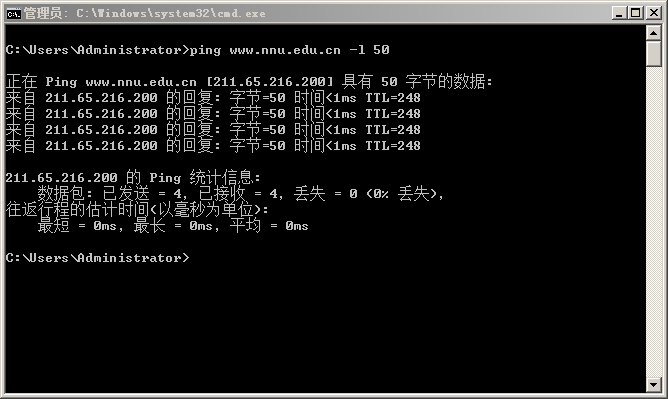 管理员: C:\Windows\system32\cmd.exe
C:\Users\Administrator>ping www.nnu.edu.cn -l 50
正在 Ping www.nnu.edu.cn [211.65.216.200] 具有 50 字节的数据:
来自 211.65.216.200 的回复: 字节=50 时间<1ms TTL=248
来自 211.65.216.200 的回复: 字节=50 时间<1ms TTL=248
来自 211.65.216.200 的回复: 字节=50 时间<1ms TTL=248
来自 211.65.216.200 的回复: 字节=50 时间<1ms TTL=248
211.65.216.200 的 Ping 统计信息:
数据包: 已发送 = 4, 已接收 = 4, 丢失 = 0 (0% 丢失),
往返行程的估计时间(以毫秒为单位):
最短 = 0ms, 最长 = 0ms, 平均 = 0ms
C:\Users\Administrator>